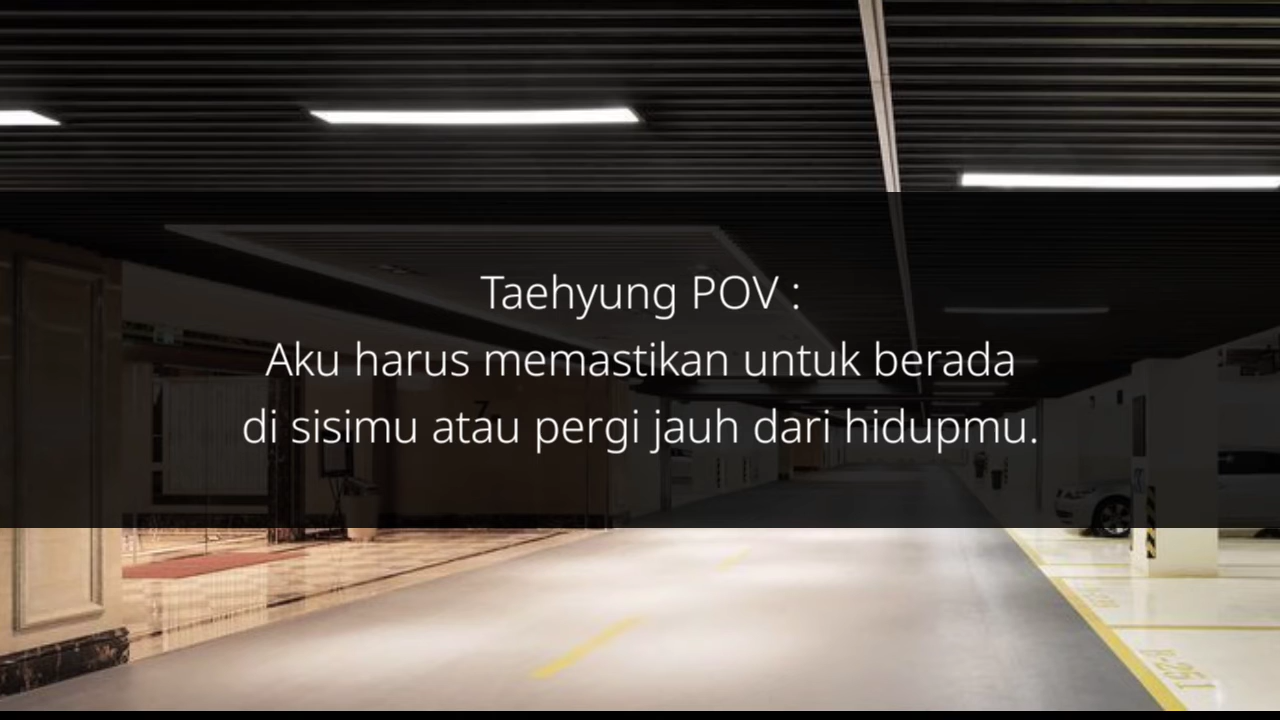 Taehyung POV :
Aku harus memastikan untuk berada
di sisimu atau pergi jauh dari hidupmu.